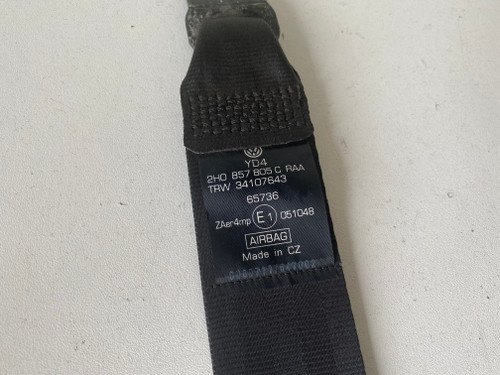 YD4
2H0 857 805 C RAA
TRW 34107643
65736
ZAer4mp E1 051048
AIRBAG
Made in CZ